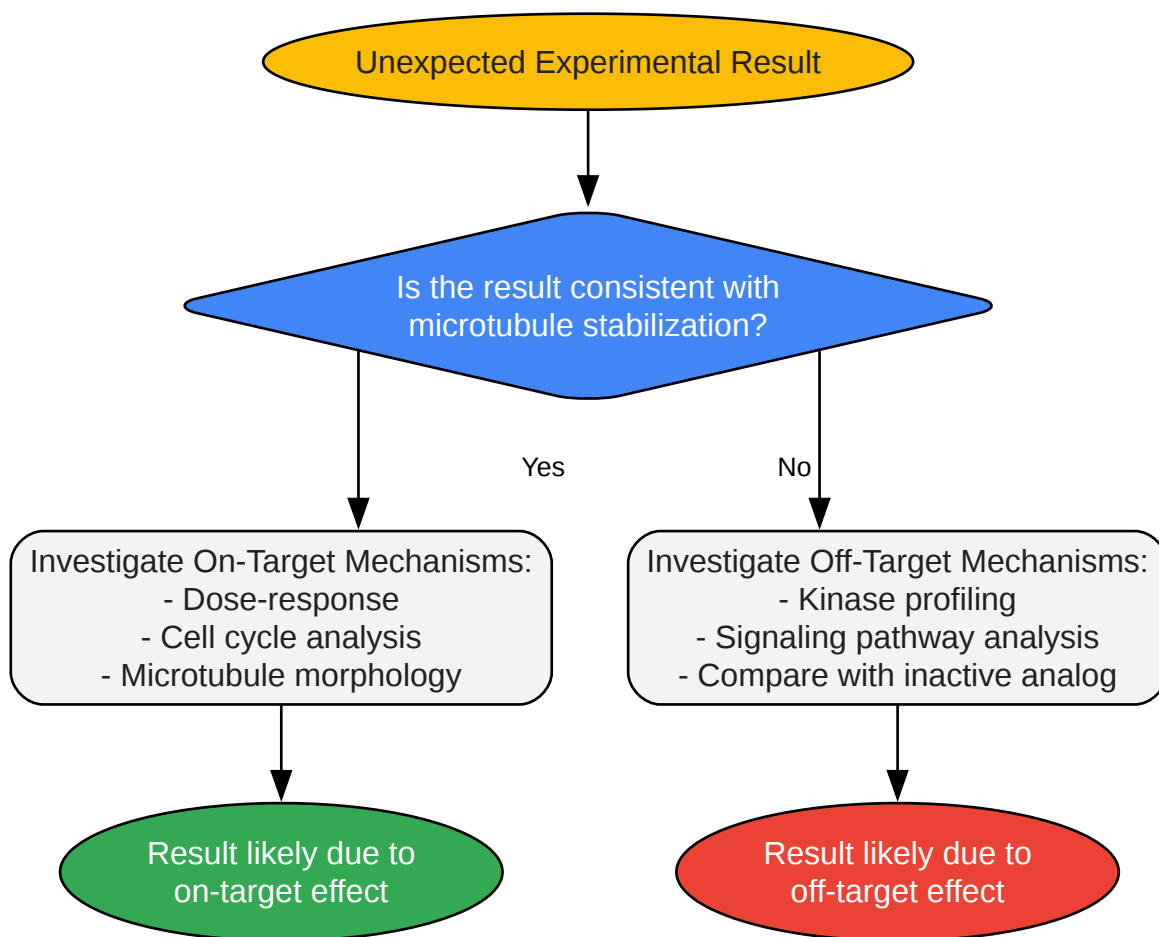 Unexpected Experimental Result
Is the result consistent with
microtubule stabilization?
Yes
No
Investigate On-Target Mechanisms:
- Dose-response
- Cell cycle analysis
- Microtubule morphology
Investigate Off-Target Mechanisms:
- Kinase profiling
- Signaling pathway analysis
- Compare with inactive analog
Result likely due to
on-target effect
Result likely due to
off-target effect